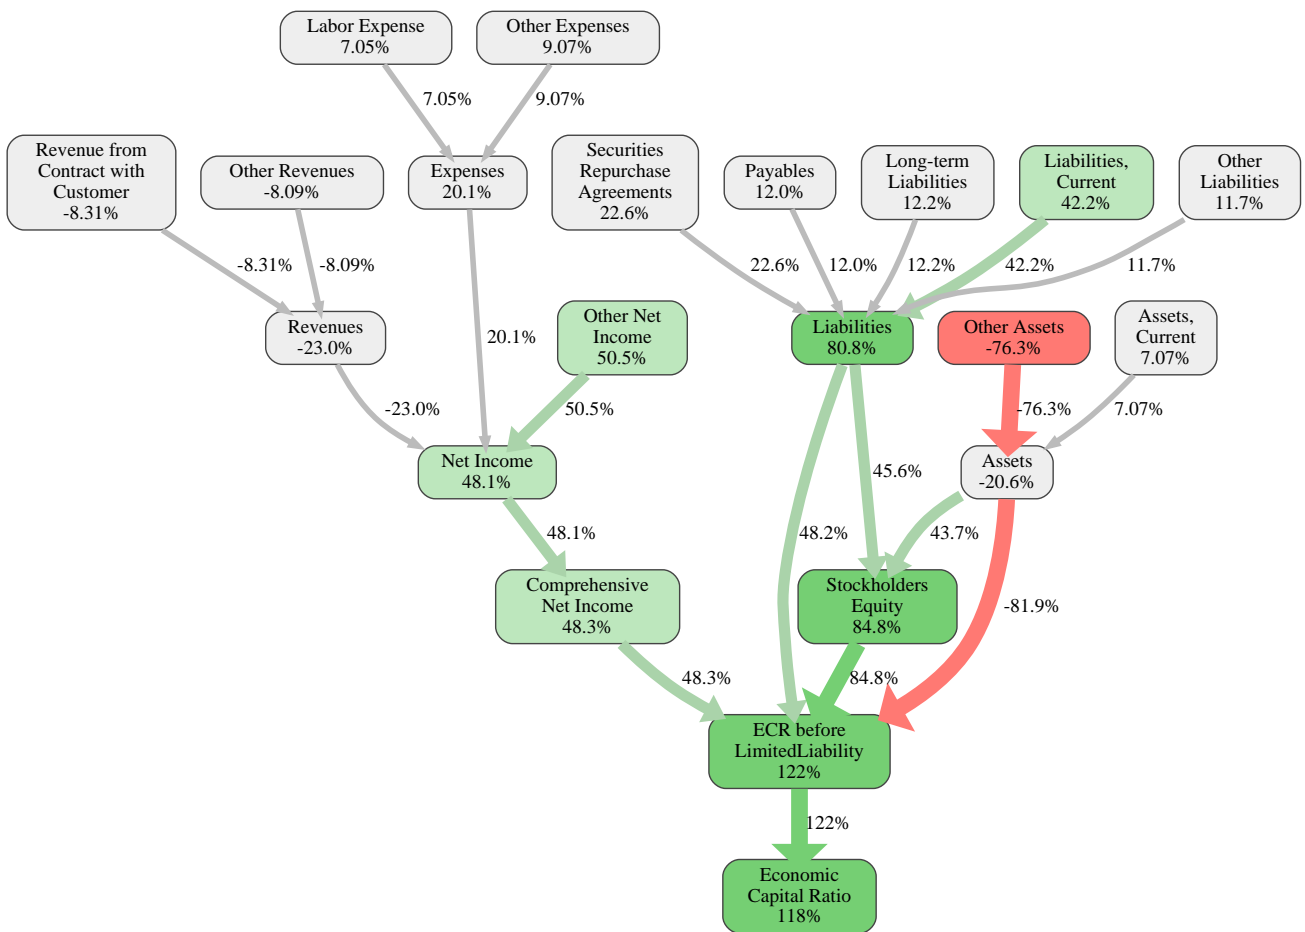 Labor Expense
7.05%
Other Expenses
9.07%
7.05%
9.07%
Revenue from
Contract with
Customer
-8.31%
Other Revenues
-8.09%
Expenses
20.1%
Securities
Repurchase
Agreements
22.6%
Payables
12.0%
Long-term
Liabilities
12.2%
Liabilities,
Current
42.2%
Other
Liabilities
11.7%
-8.31%
-8.09%
22.6%
12.0%
12.2%
42.2%
11.7%
Revenues
-23.0%
20.1%
Other Net
Income
50.5%
Liabilities
80.8%
Other Assets
-76.3%
Assets,
Current
7.07%
-23.0%
50.5%
-76.3%
7.07%
Net Income
48.1%
45.6%
Assets
-20.6%
48.1%
48.2%
43.7%
Comprehensive
Net Income
48.3%
Stockholders
Equity
84.8%
-81.9%
48.3%
84.8%
ECR before
LimitedLiability
122%
122%
Economic
Capital Ratio
118%